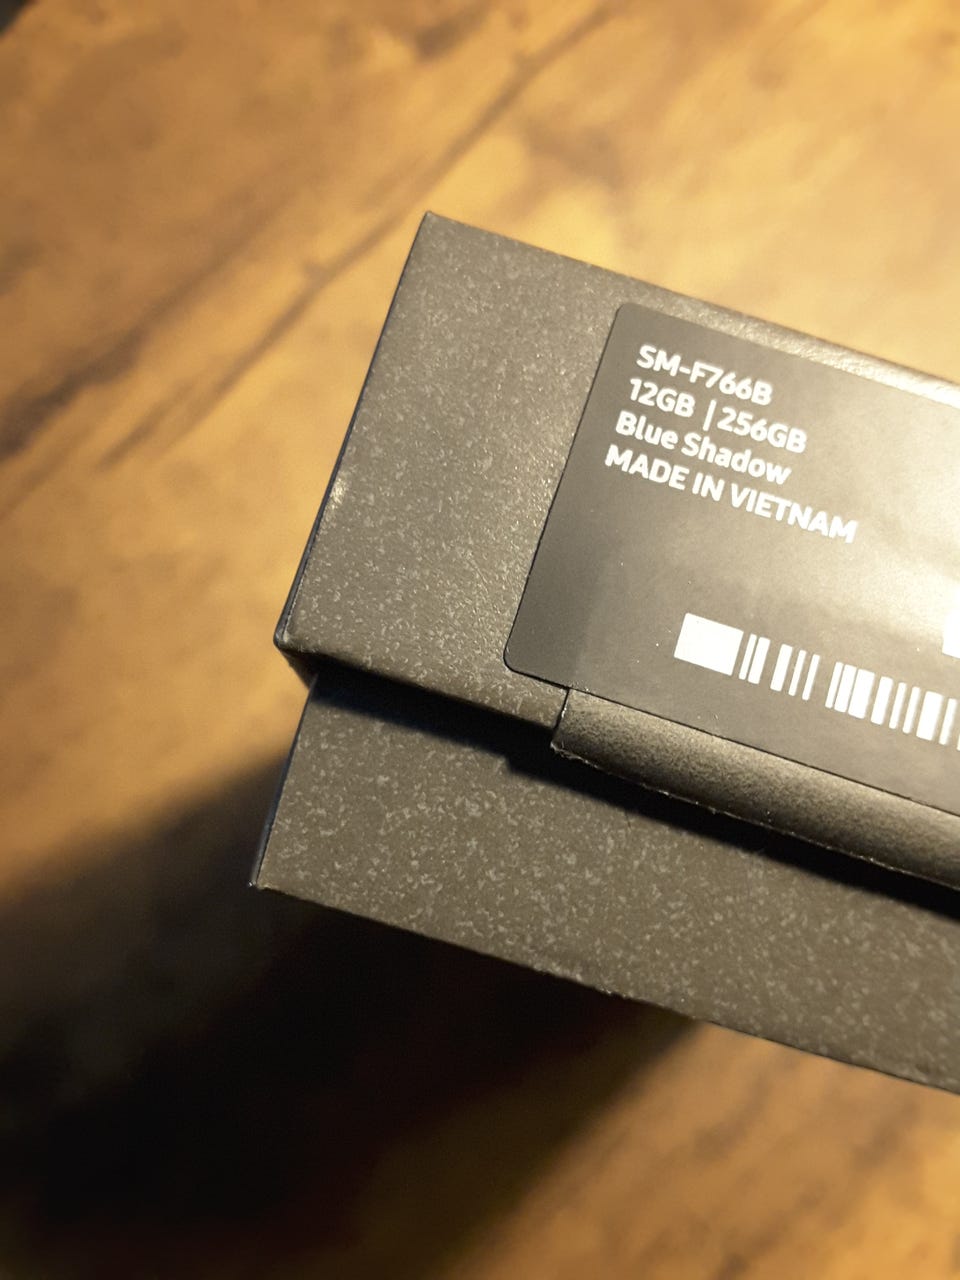 SM-F766B
12GB | 256GB
Blue Shadow
MADE IN VIETNAM